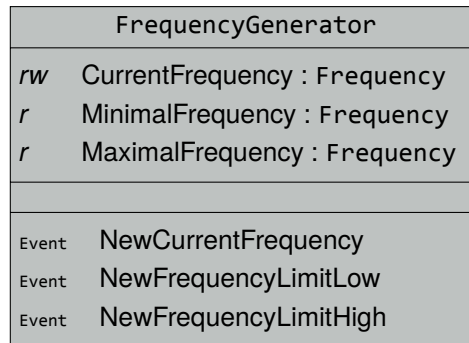 FrequencyGenerator
rw CurrentFrequency : Frequency
r MinimalFrequency : Frequency
r MaximalFrequency : Frequency
Event NewCurrentFrequency
Event NewFrequencyLimitLow
Event NewFrequencyLimitHigh